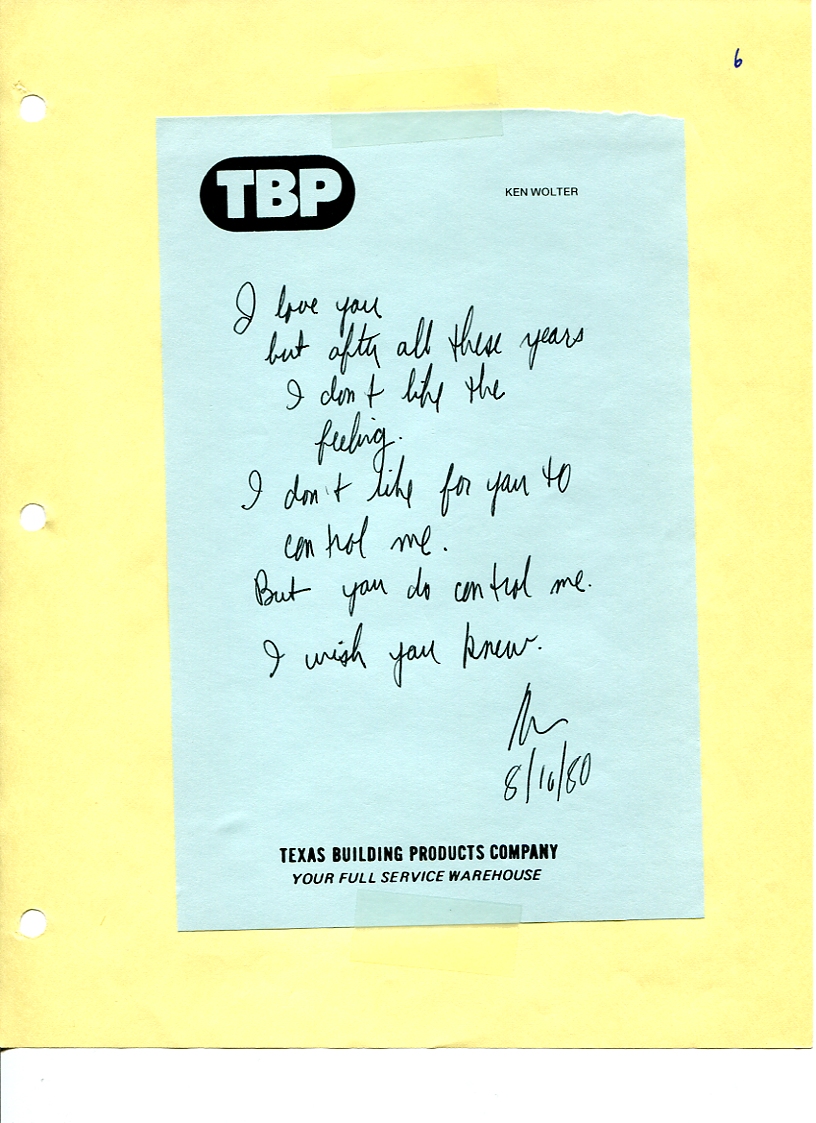 6
TBP
KEN WOLTER
I love you
but after all these years
I don't like the
feeling.
I don't like for you to
control me.
But you do control me.
I wish you knew.
8/16/80
TEXAS BUILDING PRODUCTS COMPANY
YOUR FULL SERVICE WAREHOUSE